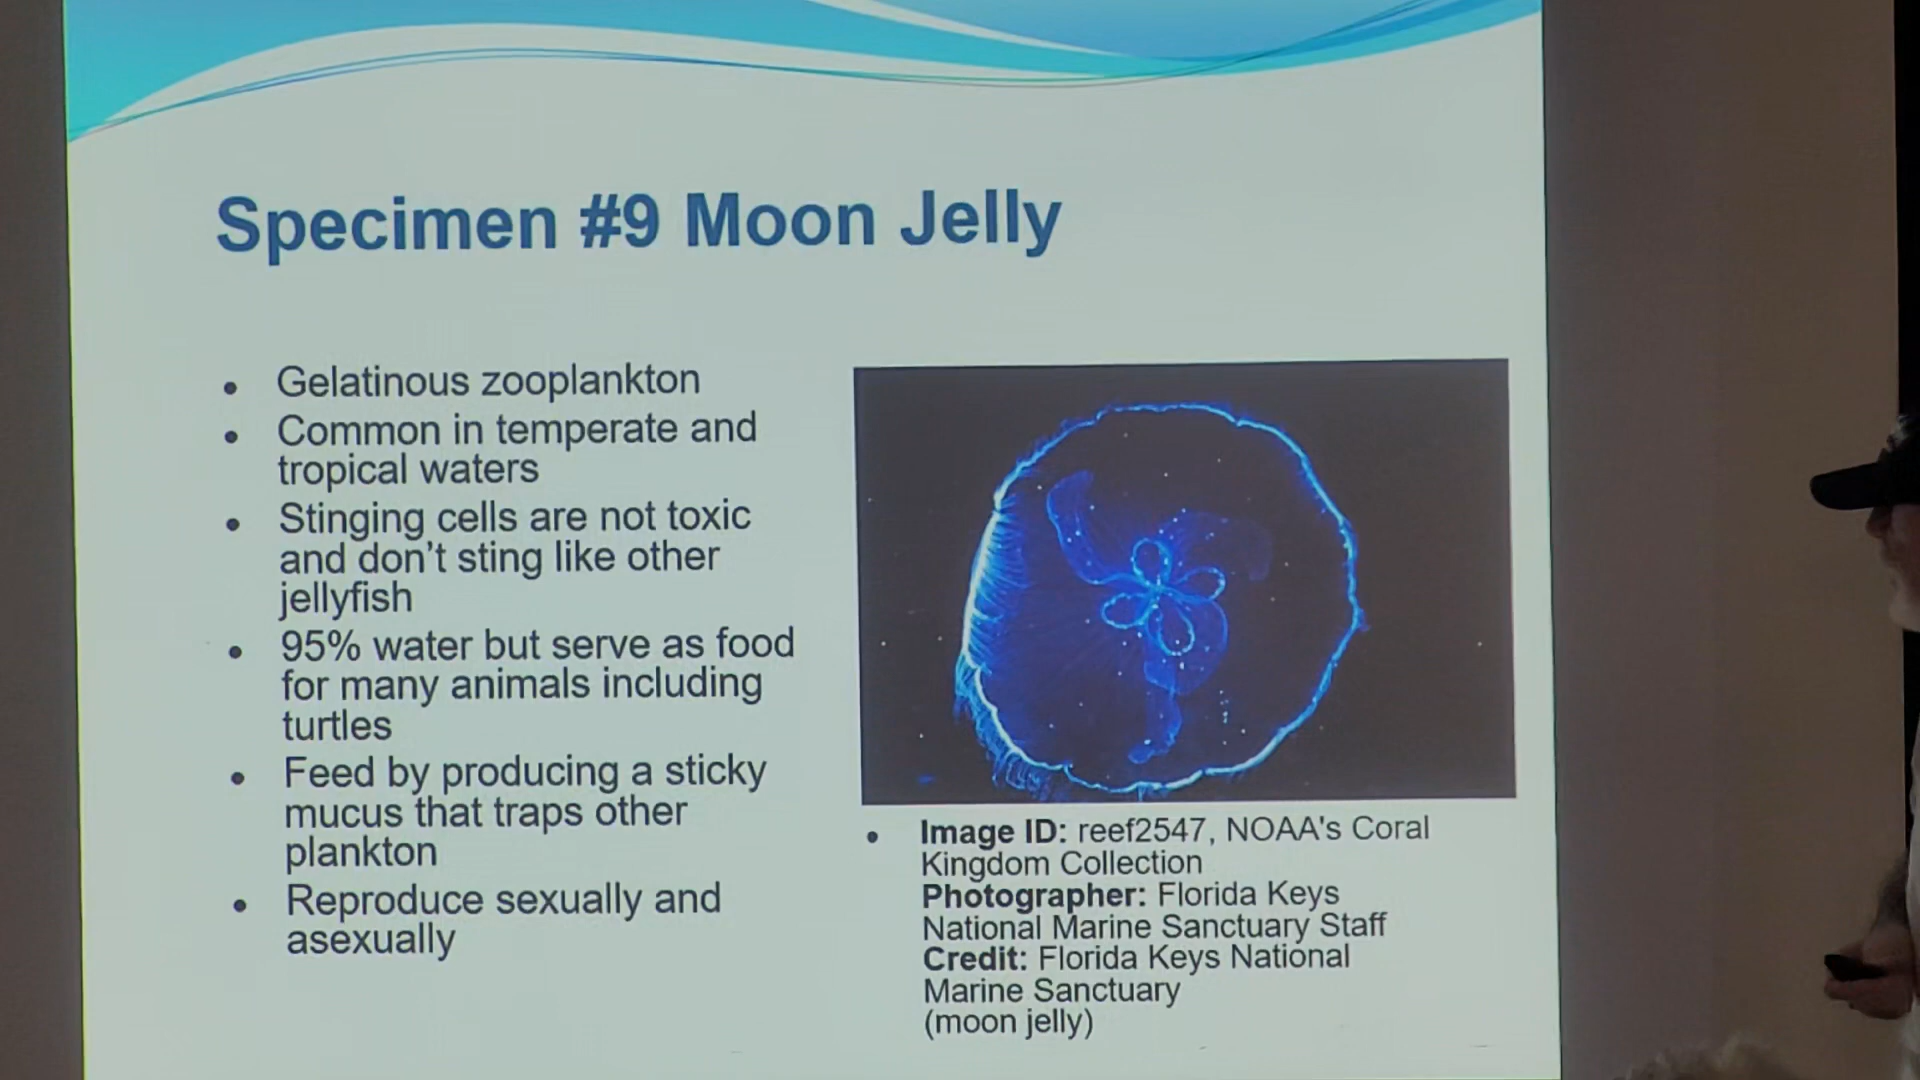 Specimen #9 Moon Jelly
• Gelatinous zooplankton
• Common in temperate and
tropical waters
• Stinging cells are not toxic
and don't sting like other
jellyfish
• 95% water but serve as food
for many animals including
turtles
• Feed by producing a sticky
mucus that traps other
plankton
• Reproduce sexually and
asexually
• Image ID: reef2547, NOAA's Coral
Kingdom Collection
Photographer: Florida Keys
National Marine Sanctuary Staff
Credit: Florida Keys National
Marine Sanctuary
(moon jelly)